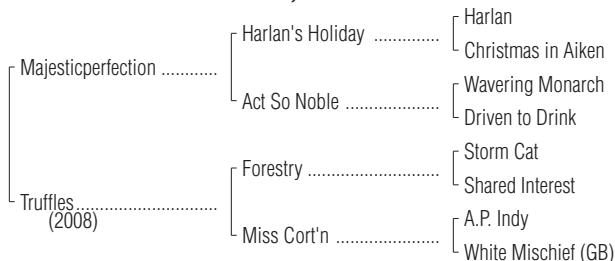 Harlan
Harlan's Holiday ...............
Christmas in Aiken
Majesticperfection ............
Wavering Monarch
Act So Noble ......................
Driven to Drink
Storm Cat
Forestry ..............................
Shared Interest
Truffles..............................
(2008)
A.P. Indy
Miss Cort'n ........................
White Mischief (GB)